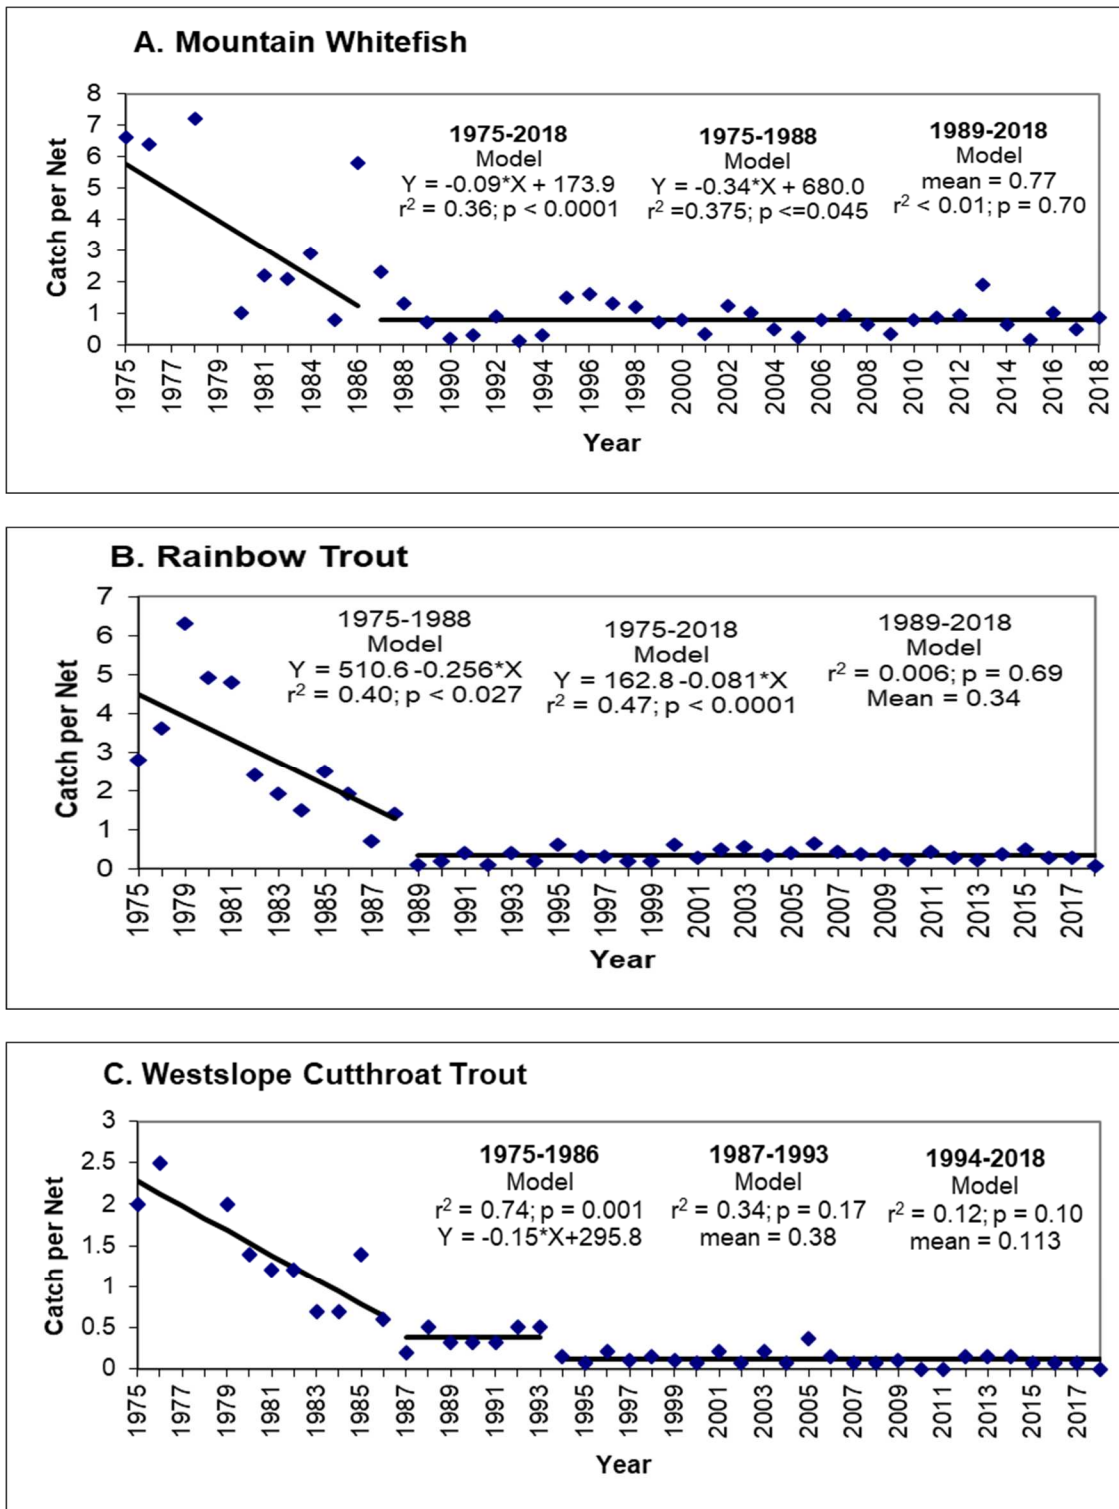 A. Mountain Whitefish
8
7
6
5
4
3
2
1
0
Catch per Net
1975-2018
Model
Y = -0.09*X + 173.9
r² = 0.36; p < 0.0001
1975-1988
Model
Y = -0.34*X + 680.0
r² =0.375; p <=0.045
1989-2018
Model
mean = 0.77
r² < 0.01; p = 0.70
1975
1977
1979
1981
1984
1986
1988
1990
1992
1994
1996
1998
2000
2002
2004
2006
2008
2010
2012
2014
2016
2018
Year
B. Rainbow Trout
7
6
5
4
3
2
1
0
Catch per Net
1975-1988
Model
Y = 510.6 -0.256*X
r² = 0.40; p < 0.027
1975-2018
Model
Y = 162.8 -0.081*X
r² = 0.47; p < 0.0001
1989-2018
Model
r² = 0.006; p = 0.69
Mean = 0.34
1975
1979
1981
1983
1985
1987
1989
1991
1993
1995
1997
1999
2001
2003
2005
2007
2009
2011
2013
2015
2017
Year
C. Westslope Cutthroat Trout
3
2.5
2
1.5
1
0.5
0
Catch per Net
1975-1986
Model
r² = 0.74; p = 0.001
Y = -0.15*X+295.8
1987-1993
Model
r² = 0.34; p = 0.17
mean = 0.38
1994-2018
Model
r² = 0.12; p = 0.10
mean = 0.113
1975
1977
1979
1981
1983
1985
1987
1989
1991
1993
1995
1997
1999
2001
2003
2005
2007
2009
2011
2013
2015
2017
Year